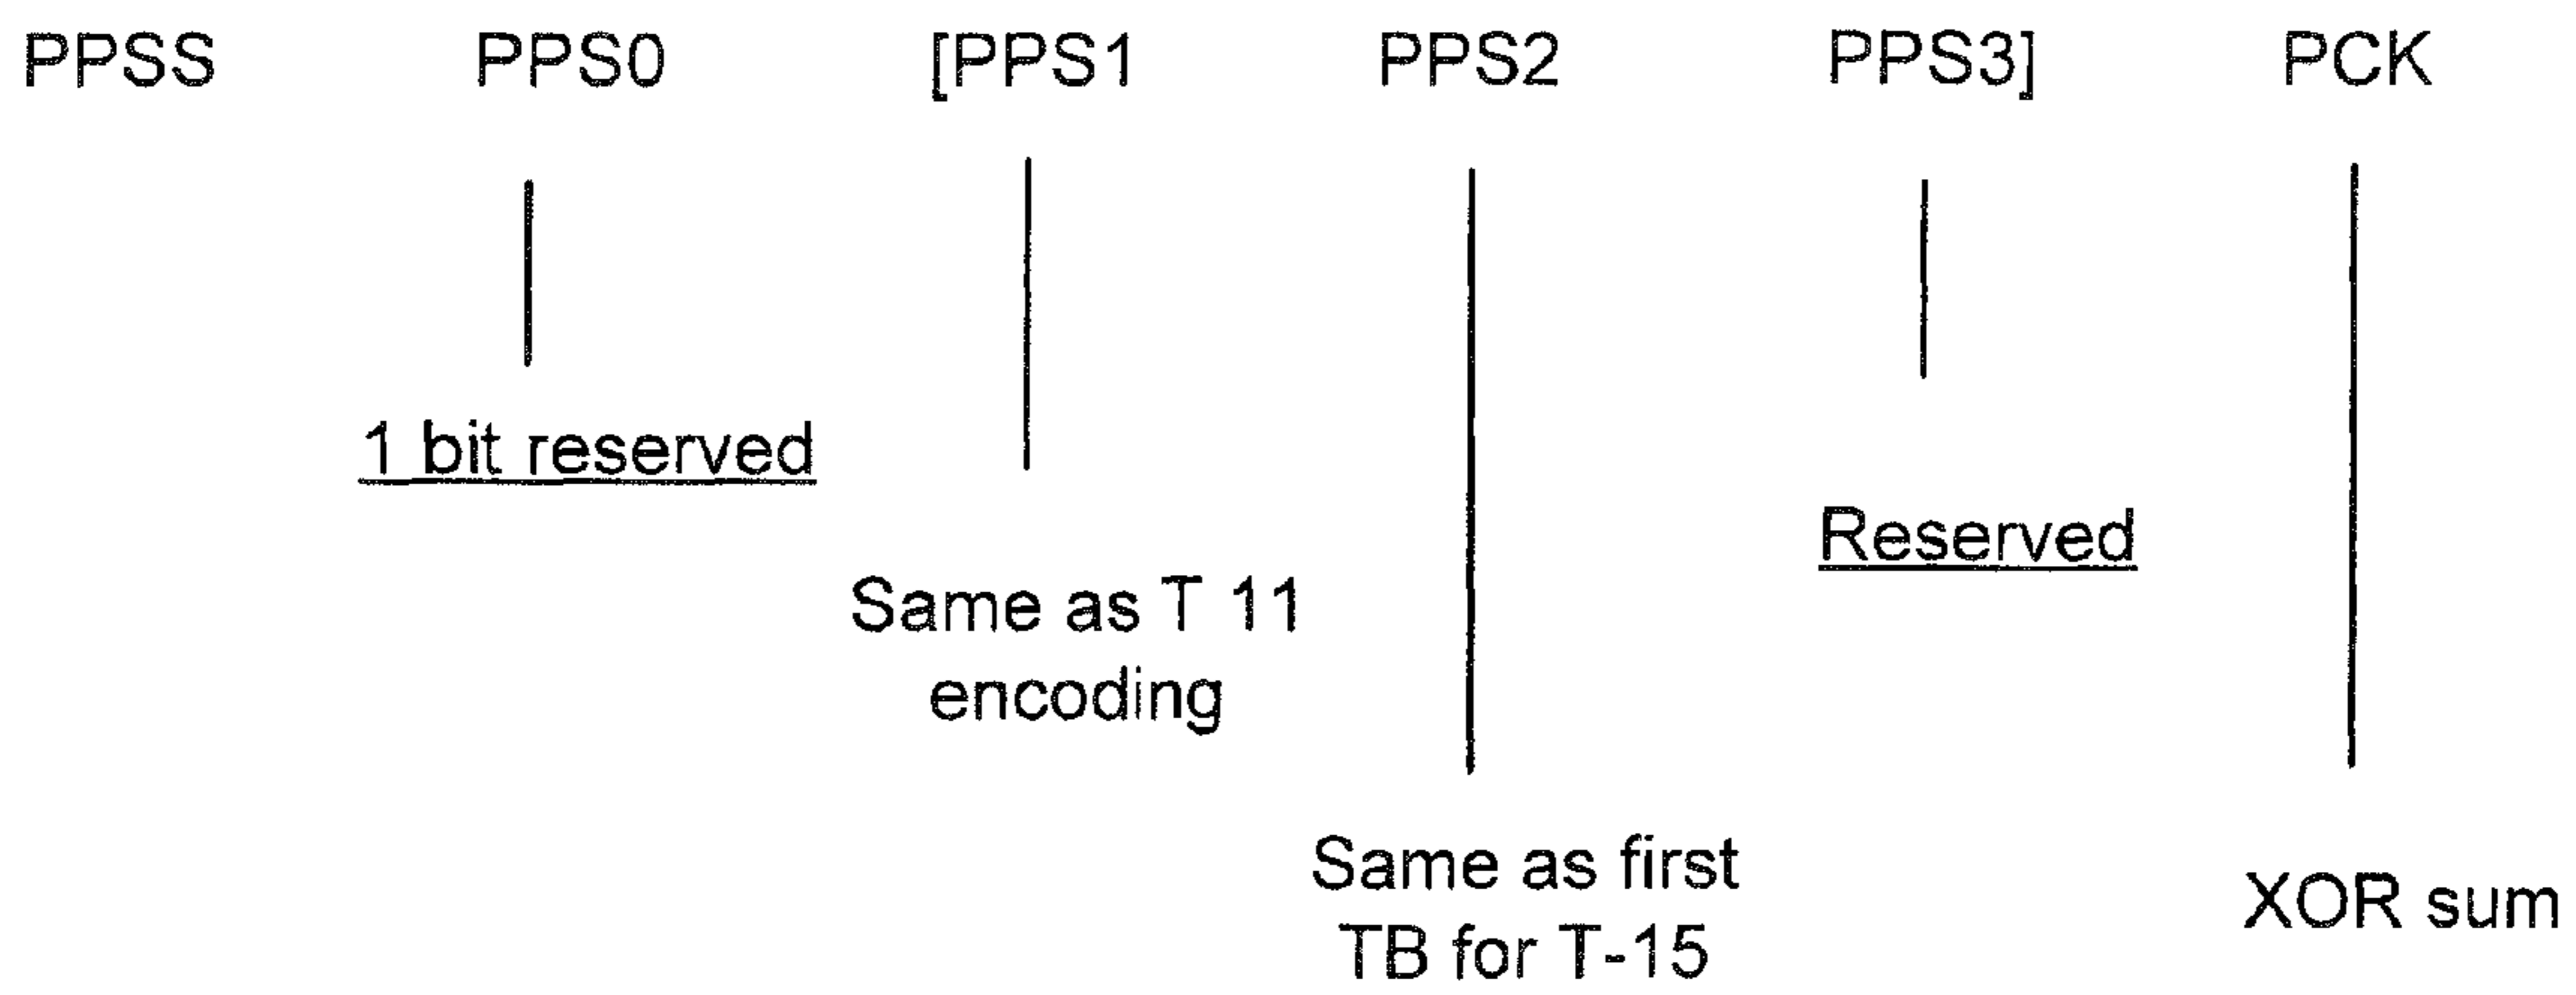 PPSS PPS0 [PPS1 PPS2 PPS3] PCK
1 bit reserved
Reserved
Same as T 11
encoding
Same as first
TB for T-15
XOR sum